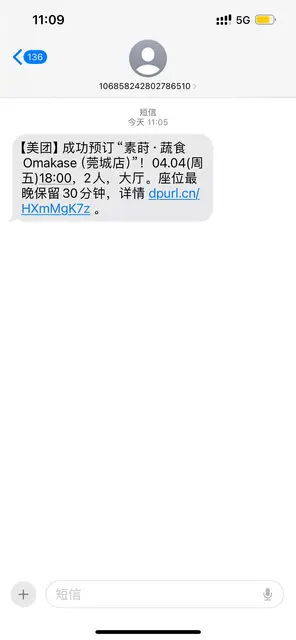 11:09
5G
136
106858242802786510
短信
今天 11:05
【美团】成功预订“素莳·蔬食
Omakase（莞城店）”！04.04(周
五)18:00，2人，大厅。座位最
晚保留30分钟，详情 dpurl.cn/
HXmMgK7z 。
短信